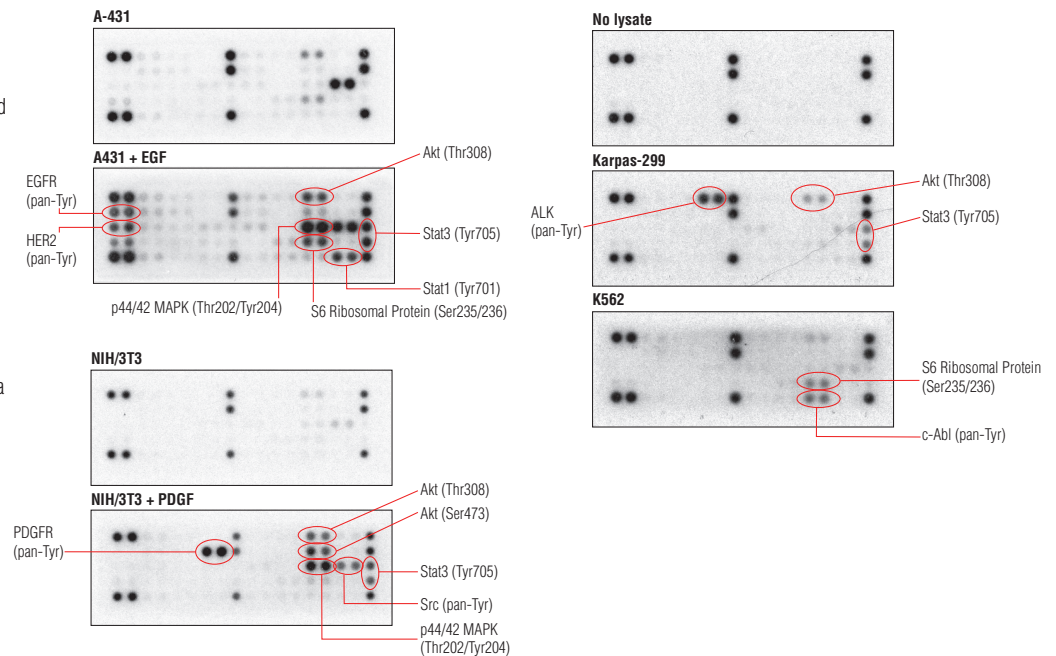 A-431
d
A431 + EGF
EGFR
(pan-Tyr)
HER2
(pan-Tyr)
Akt (Thr308)
Stat3 (Tyr705)
Stat1 (Tyr701)
p44/42 MAPK (Thr202/Tyr204)
S6 Ribosomal Protein (Ser235/236)
NIH/3T3
a
NIH/3T3 + PDGF
PDGFR
(pan-Tyr)
Akt (Thr308)
Akt (Ser473)
Stat3 (Tyr705)
Src (pan-Tyr)
p44/42 MAPK
(Thr202/Tyr204)
No lysate
Karpas-299
ALK
(pan-Tyr)
Akt (Thr308)
Stat3 (Tyr705)
K562
S6 Ribosomal Protein
(Ser235/236)
c-Abl (pan-Tyr)